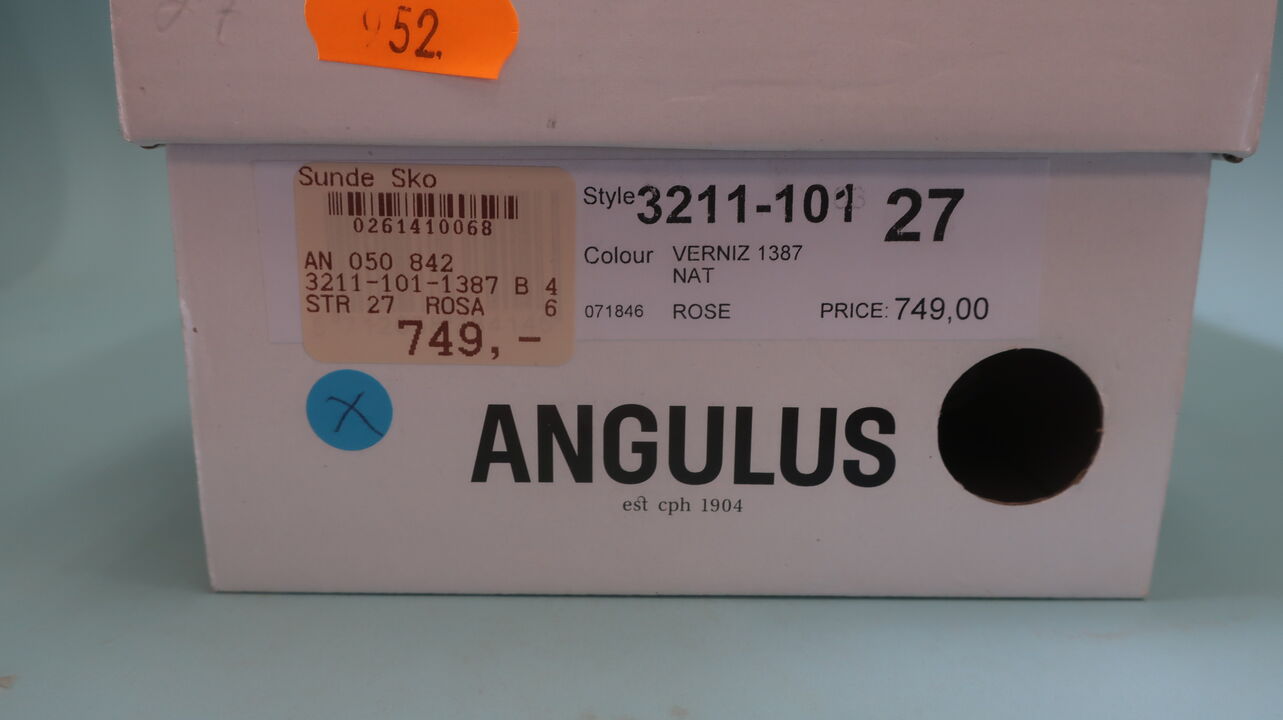 52.
Sunde Sko
0261410068
AN 050 842
3211-101-1387 B 4
STR 27 ROSA 6
749,-
Style 3211-101 27
Colour VERNIZ 1387
NAT
071846 ROSE PRICE: 749,00
X
ANGULUS
est cph 1904